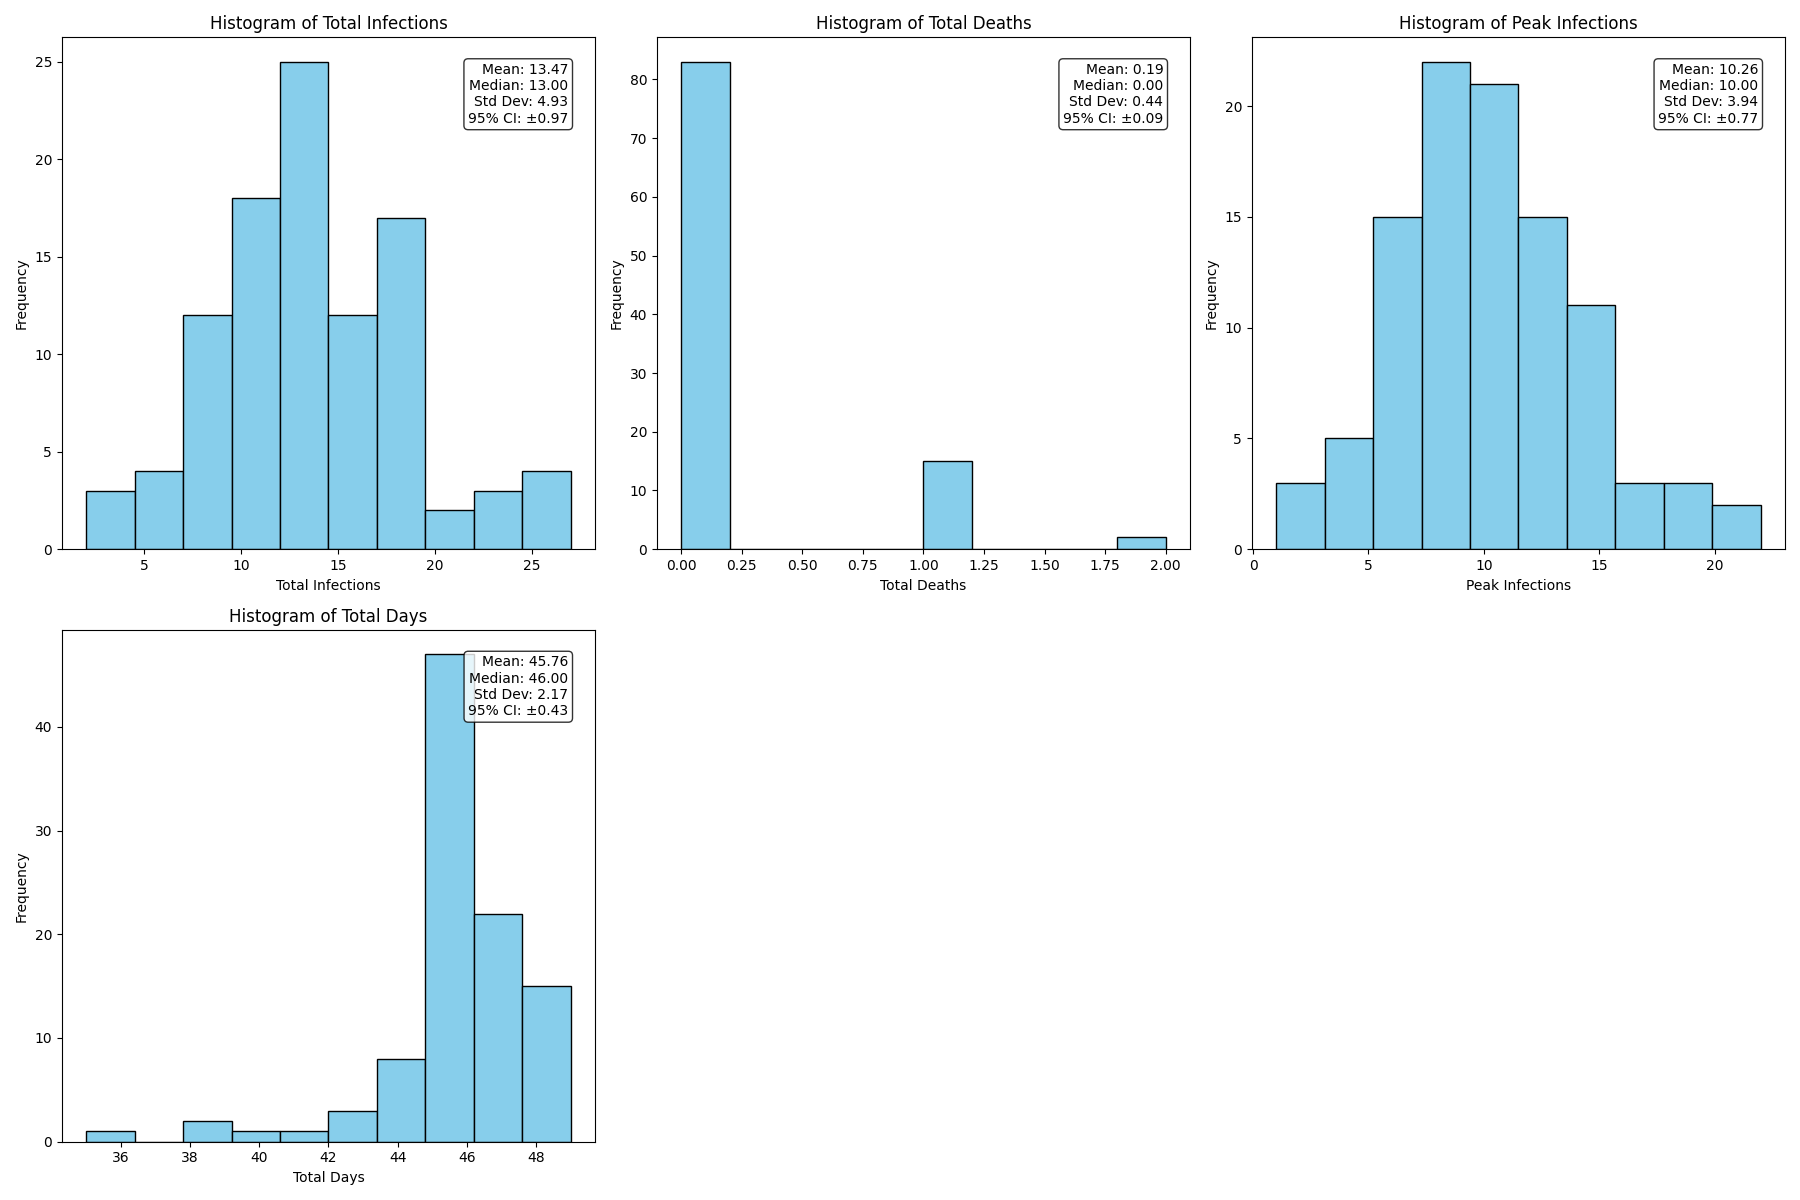 Histogram of Total Infections
Mean: 13.47
Median: 13.00
Std Dev: 4.93
95% CI: ±0.97
25
20
15
10
5
0
Frequency
5 10 15 20 25
Total Infections
Histogram of Total Deaths
Mean: 0.19
Median: 0.00
Std Dev: 0.44
95% CI: ±0.09
80
70
60
50
40
30
20
10
0
Frequency
0.00 0.25 0.50 0.75 1.00 1.25 1.50 1.75 2.00
Total Deaths
Histogram of Peak Infections
Mean: 10.26
Median: 10.00
Std Dev: 3.94
95% CI: ±0.77
20
15
10
5
0
Frequency
0 5 10 15 20
Peak Infections
Histogram of Total Days
Mean: 45.76
Median: 46.00
Std Dev: 2.17
95% CI: ±0.43
40
30
20
10
0
Frequency
36 38 40 42 44 46 48
Total Days